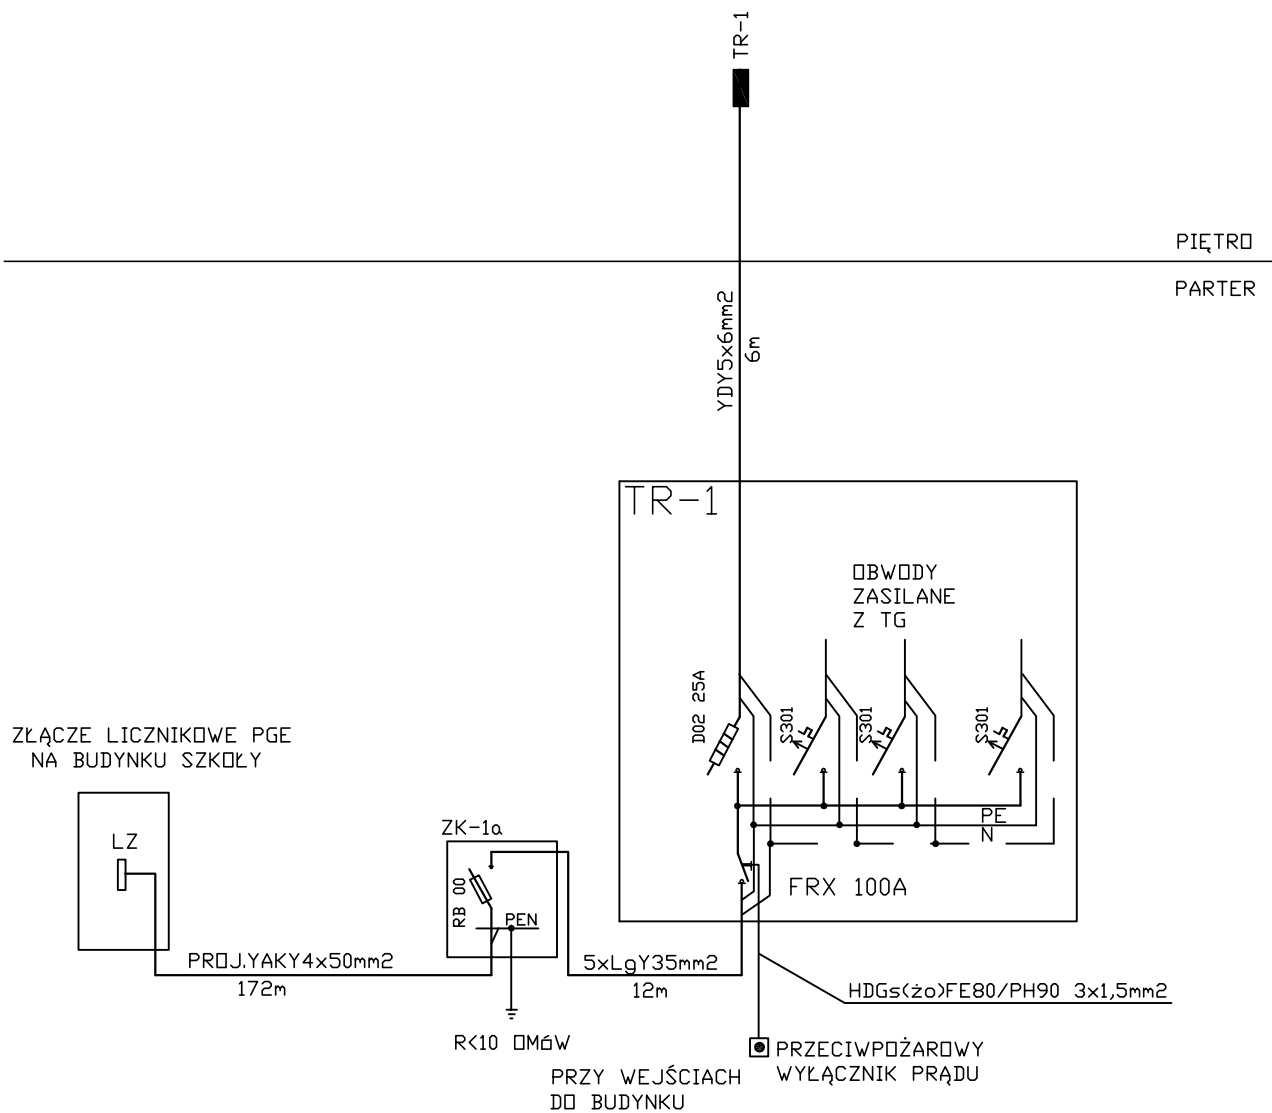 TR-1
PIĘTRO
PARTER
YDY5x6mm2
6m
TR-1
OBWODY
ZASILANE
Z TG
D02 25A
S301
S301
S301
ZŁĄCZE LICZNIKOWE PGE
NA BUDYNKU SZKOŁY
LZ
ZK-1a
RB 00
PEN
PE
N
FRX 100A
PROJ.YAKY4x50mm2
172m
5xLgY35mm2
12m
HDGs(żo)FE80/PH90 3x1,5mm2
R<10 OMóW
PRZECIWPOŻAROWY
WYŁĄCZNIK PRĄDU
PRZY WEJŚCIACH
DO BUDYNKU